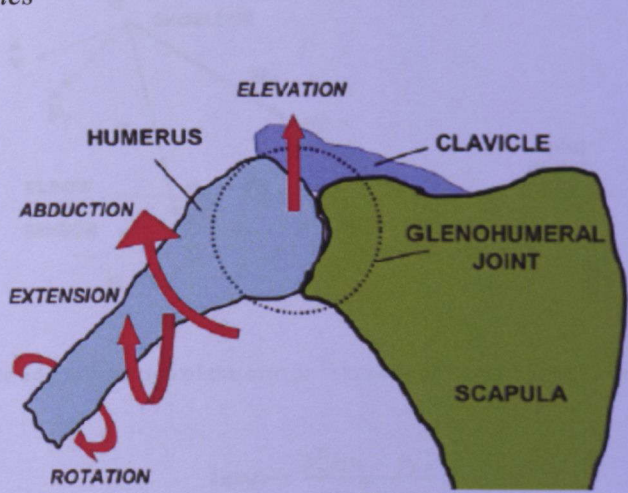 ELEVATION
HUMERUS
CLAVICLE
ABDUCTION
GLENOHUMERAL
JOINT
EXTENSION
SCAPULA
ROTATION